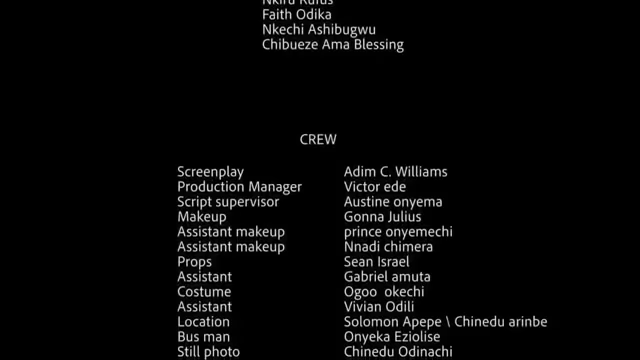 Nkiru Rufus
Faith Odika
Nkechi Ashibugwu
Chibueze Ama Blessing
CREW
Screenplay Adim C. Williams
Production Manager Victor ede
Script supervisor Austine onyema
Makeup Gonna Julius
Assistant makeup prince onyemechi
Assistant makeup Nnadi chimera
Props Sean Israel
Assistant Gabriel amuta
Costume Ogoo okechi
Assistant Vivian Odili
Location Solomon Apepe \ Chinedu arinbe
Bus man Onyeka Eziolise
Still photo Chinedu Odinachi